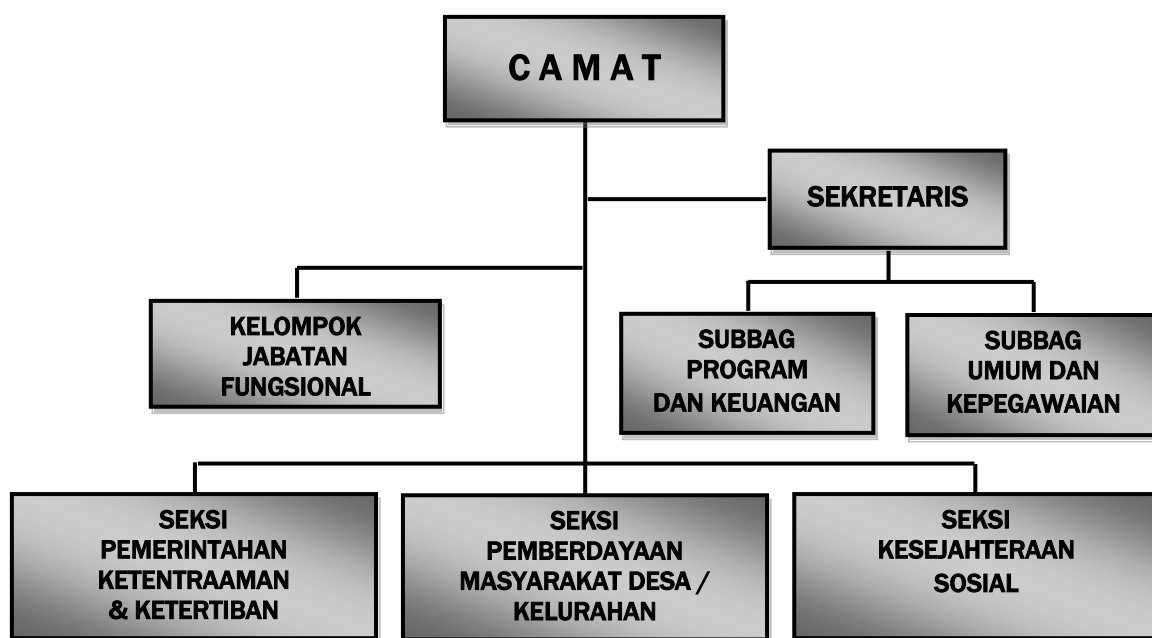 C A M A T
SEKRETARIS
KELOMPOK
JABATAN
FUNGSIONAL
SUBBAG
PROGRAM
DAN KEUANGAN
SUBBAG
UMUM DAN
KEPEGAWAIAN
SEKSI
PEMERINTAHAN
KETENTRAAMAN
& KETERTIBAN
SEKSI
PEMBERDAYAAN
MASYARAKAT DESA /
KELURAHAN
SEKSI
KESEJAHTERAAN
SOSIAL